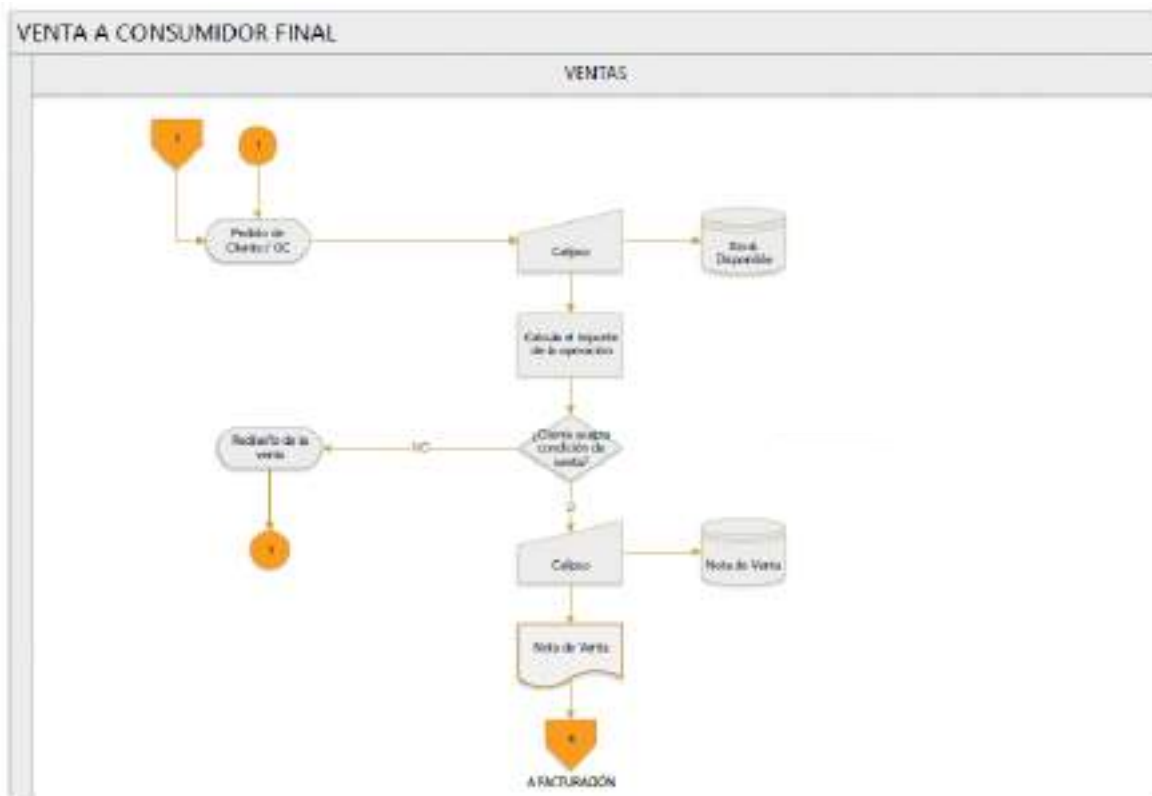 VENTA A CONSUMIDOR FINAL
VENTAS
1
Pedido de
Cliente / OC
Calipso
Stock
Disponible
Calcula el importe
de la operación
¿Cliente acepta
condición de
venta?
NO
Rediseño de la
venta
Calipso
Nota de Venta
Nota de Venta
A FACTURACIÓN